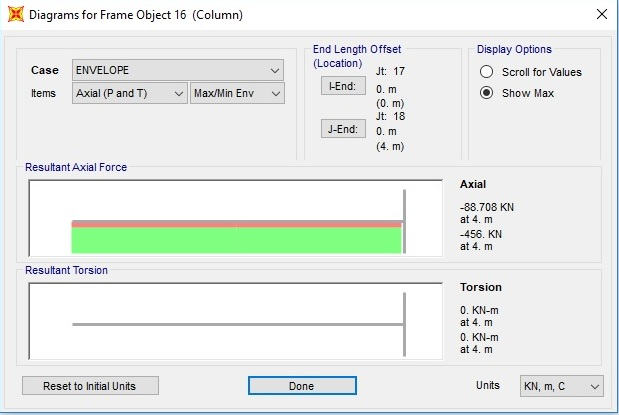 Diagrams for Frame Object 16 (Column)
Case ENVELOPE
Items Axial (P and T) Max/Min Env
End Length Offset
(Location)
I-End:
Jt: 17
0. m
(0. m)
J-End:
Jt: 18
0. m
(4. m)
Display Options
Scroll for Values
Show Max
Resultant Axial Force
Axial
-88.708 KN
at 4. m
-456. KN
at 4. m
Resultant Torsion
Torsion
0. KN-m
at 4. m
0. KN-m
at 4. m
Reset to Initial Units
Done
Units KN, m, C